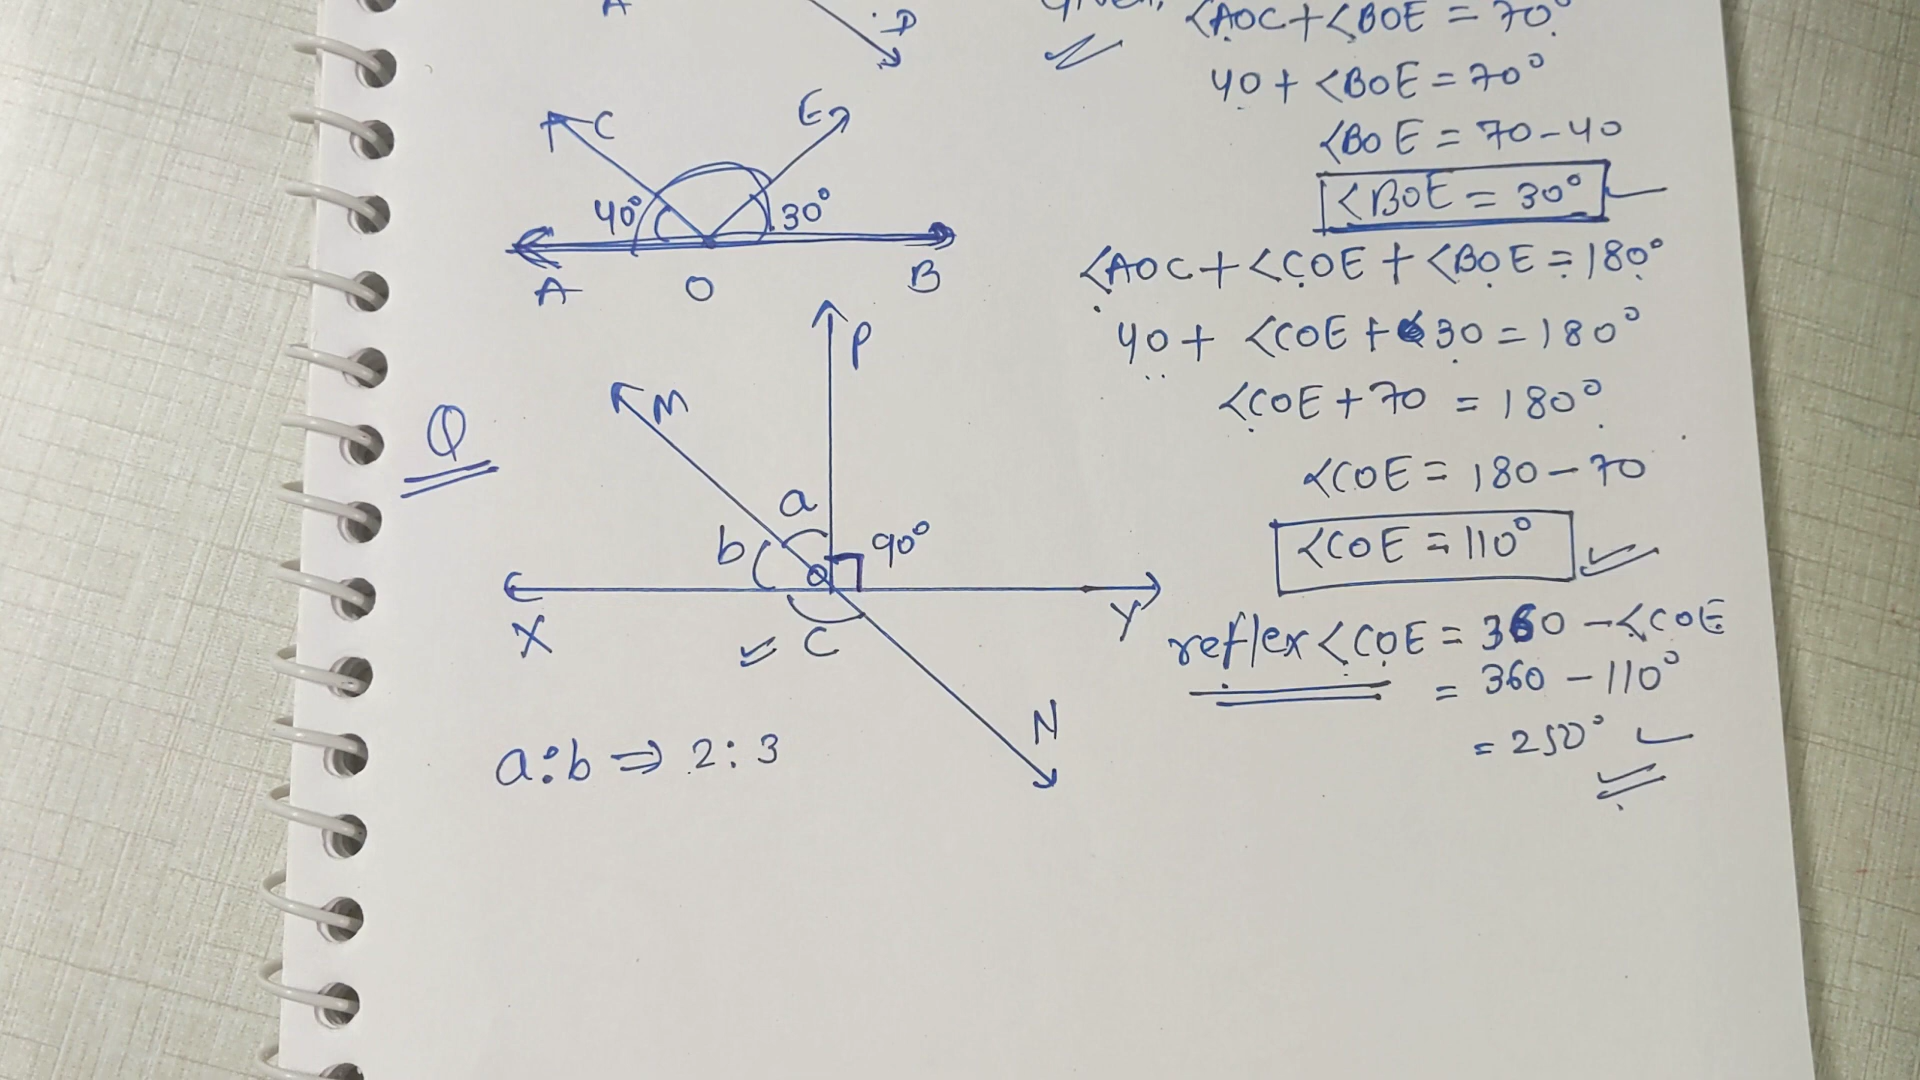 A
D
Given, <AOC + <BOE = 70°
40 + <BOE = 70°
<BOE = 70 - 40
<BOE = 30°
C
E
40°
30°
A
O
B
<AOC + <COE + <BOE = 180°
40 + <COE + 30 = 180°
<COE + 70 = 180°
<COE = 180 - 70
<COE = 110°
reflex <COE = 360 - <COE
= 360 - 110°
= 250°
Q
P
M
a
b
90°
O
X
Y
C
N
a:b ⇒ 2:3